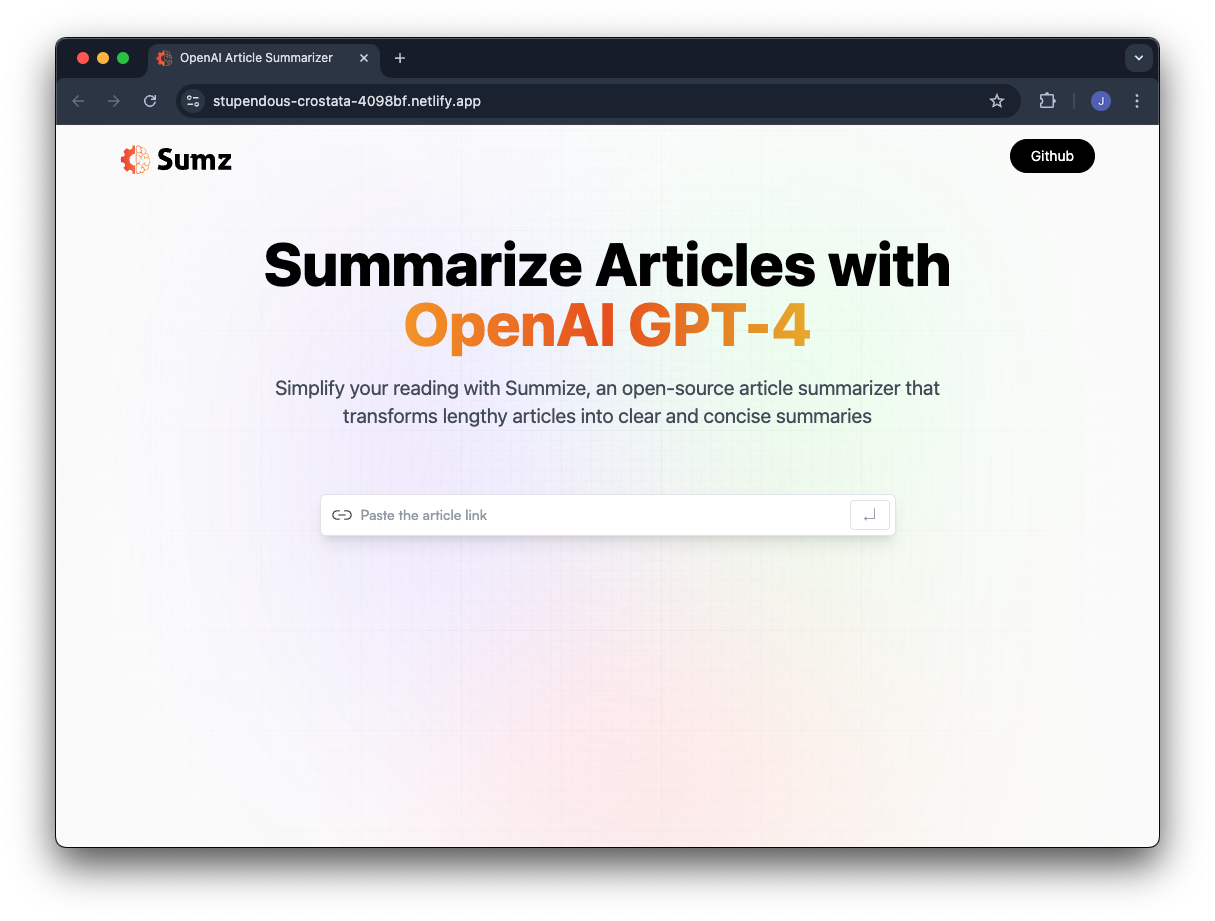 OpenAI Article Summarizer
stupendous-crostata-4098bf.netlify.app
J
Sumz
Github
Summarize Articles with
OpenAI GPT-4
Simplify your reading with Summize, an open-source article summarizer that
transforms lengthy articles into clear and concise summaries
Paste the article link